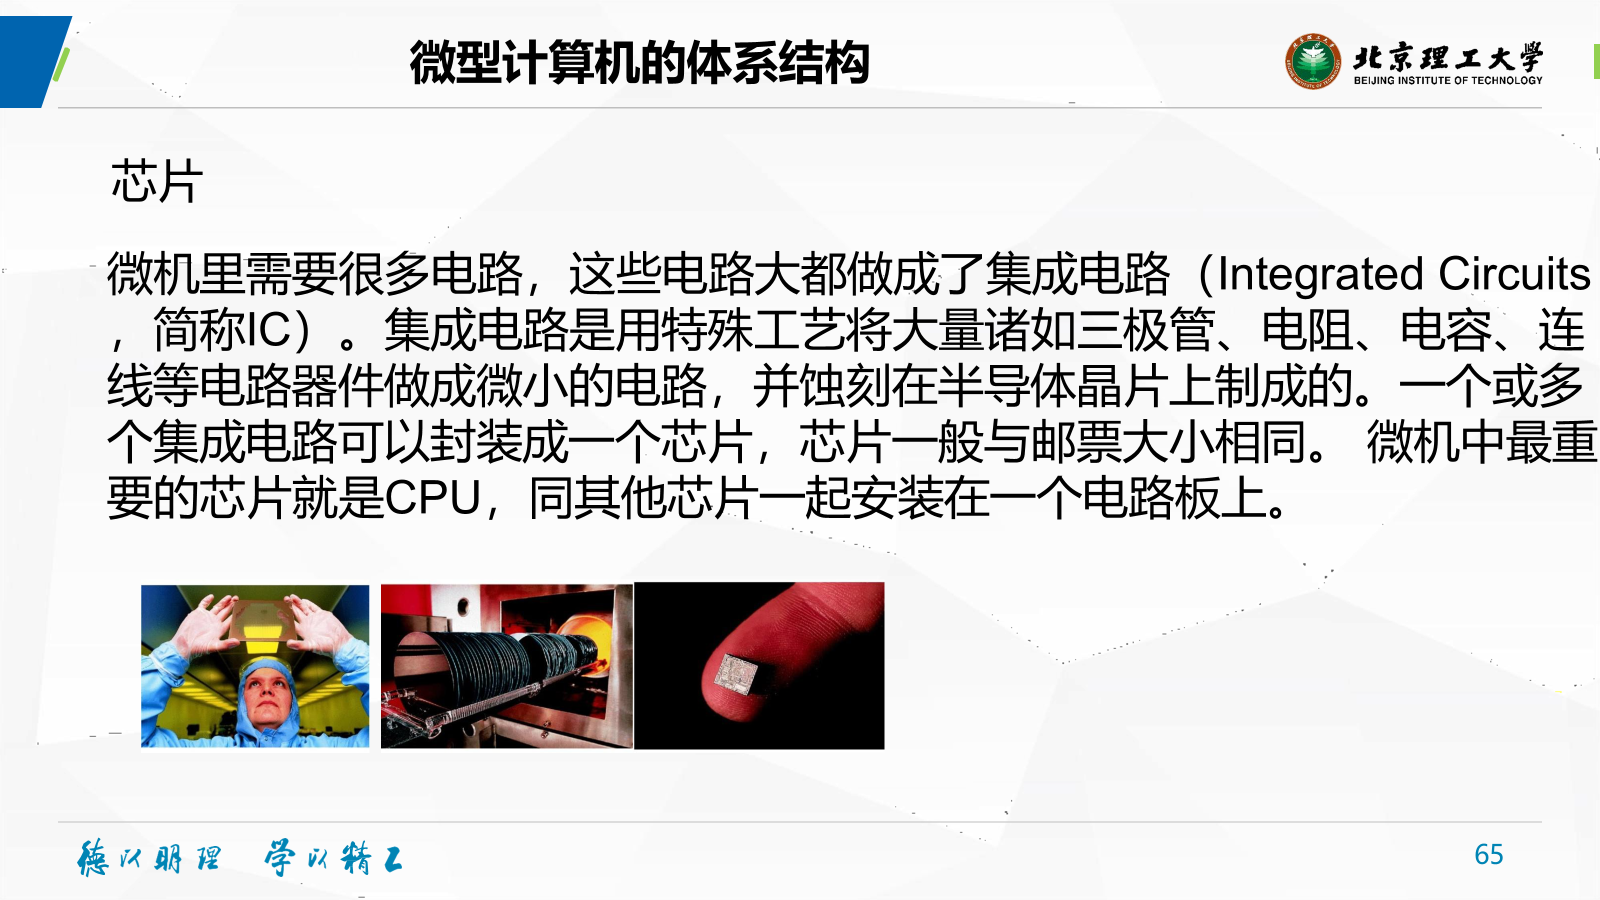 微型计算机的体系结构
北京理工大学
BEIJING INSTITUTE OF TECHNOLOGY
芯片
微机里需要很多电路，这些电路大都做成了集成电路（Integrated Circuits
，简称IC）。集成电路是用特殊工艺将大量诸如三极管、电阻、电容、连
线等电路器件做成微小的电路，并蚀刻在半导体晶片上制成的。一个或多
个集成电路可以封装成一个芯片，芯片一般与邮票大小相同。 微机中最重
要的芯片就是CPU，同其他芯片一起安装在一个电路板上。
德以明理 学以精工
65